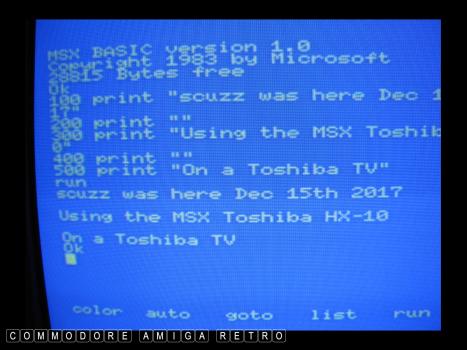 MSX BASIC version 1.0
Copyright 1983 by Microsoft
28815 Bytes free
Ok
100 print "scuzz was here Dec 1
17"
200 print ""
300 print "Using the MSX Toshib
0"
400 print ""
500 print "On a Toshiba TV"
run
scuzz was here Dec 15th 2017
Using the MSX Toshiba HX-10
On a Toshiba TV
Ok
color auto goto list run
COMMODORE AMIGA RETRO